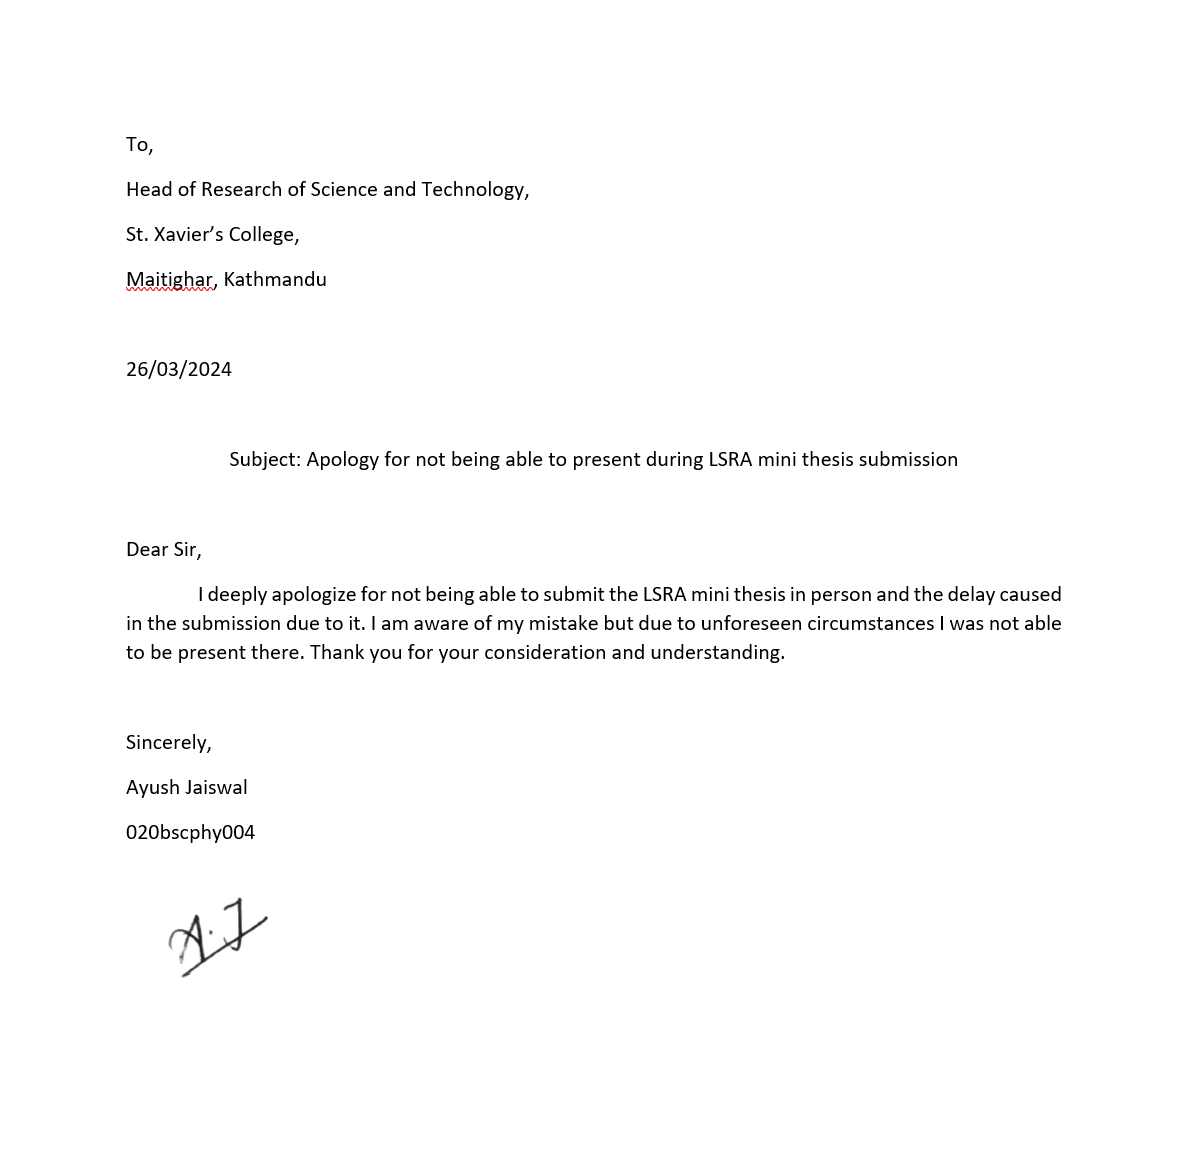 To,
Head of Research of Science and Technology,
St. Xavier’s College,
Maitighar, Kathmandu
26/03/2024
Subject: Apology for not being able to present during LSRA mini thesis submission
Dear Sir,
I deeply apologize for not being able to submit the LSRA mini thesis in person and the delay caused
in the submission due to it. I am aware of my mistake but due to unforeseen circumstances I was not able
to be present there. Thank you for your consideration and understanding.
Sincerely,
Ayush Jaiswal
020bscphy004
A.J